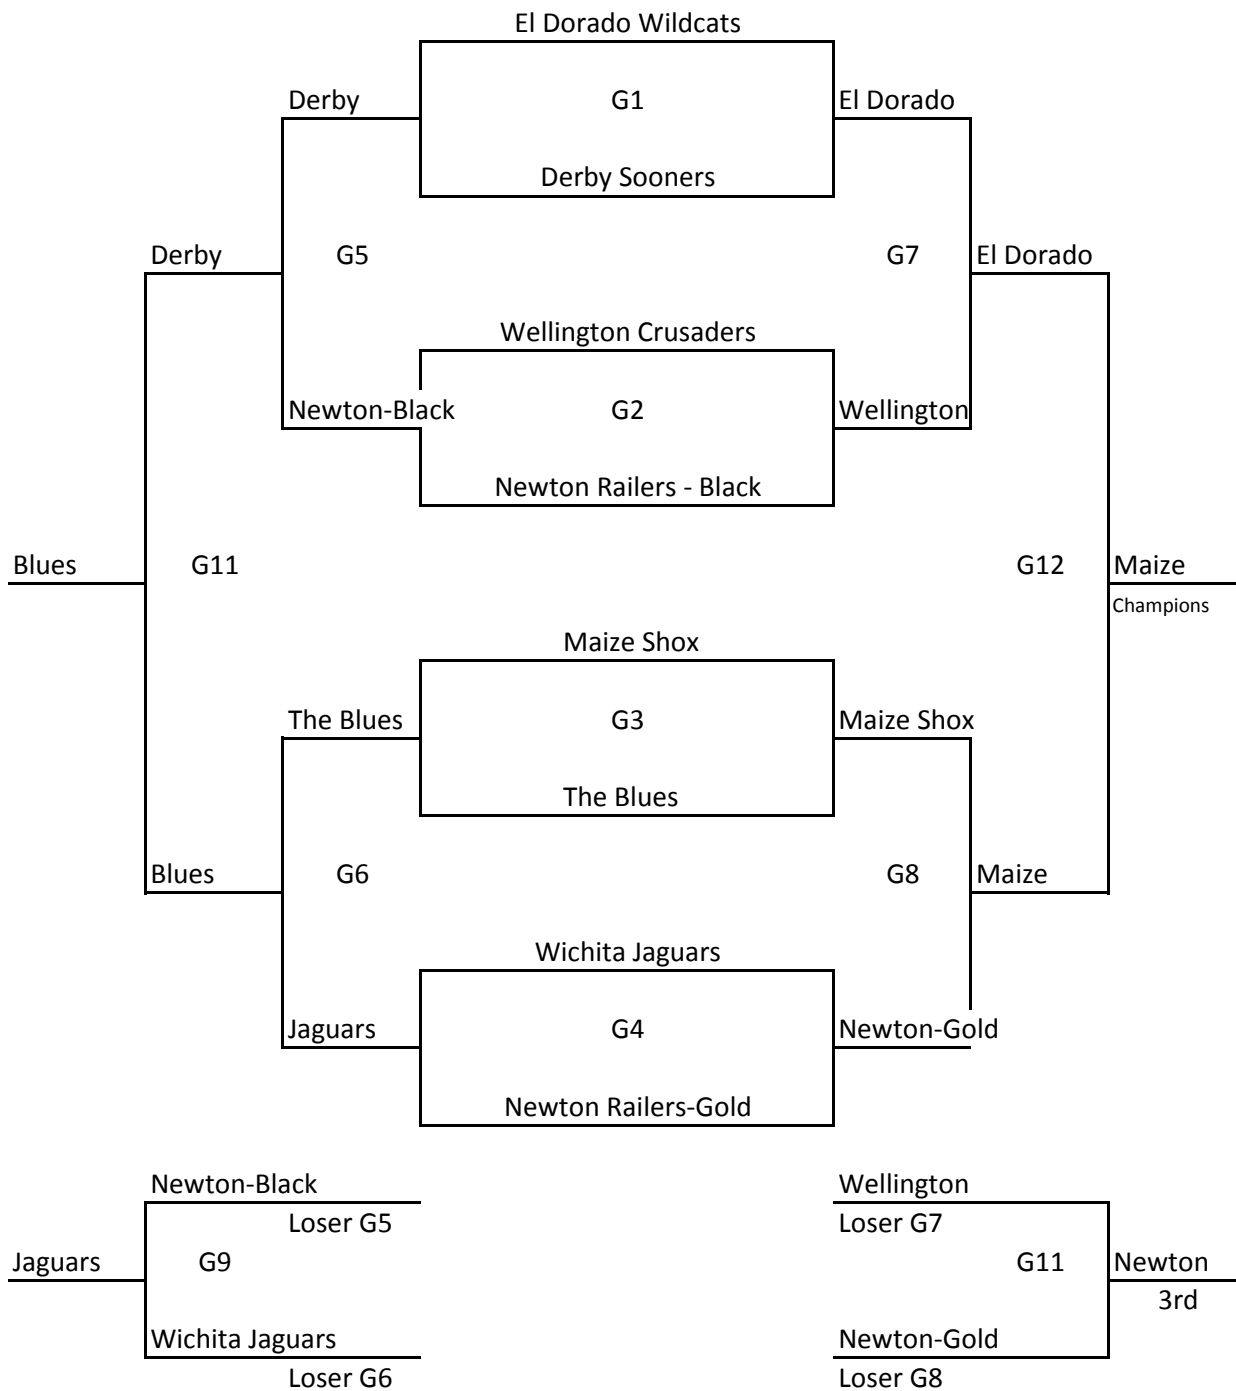 El Dorado Wildcats
Derby G1 El Dorado
Derby Sooners
Derby G5 G7 El Dorado
Wellington Crusaders
Newton-Black G2 Wellington
Newton Railers - Black
Blues G11 G12 Maize
Champions
Maize Shox
The Blues G3 Maize Shox
The Blues
Blues G6 G8 Maize
Wichita Jaguars
Jaguars G4 Newton-Gold
Newton Railers-Gold
Newton-Black Wellington
Loser G5 Loser G7
Jaguars G9 G11 Newton
3rd
Wichita Jaguars Newton-Gold
Loser G6 Loser G8